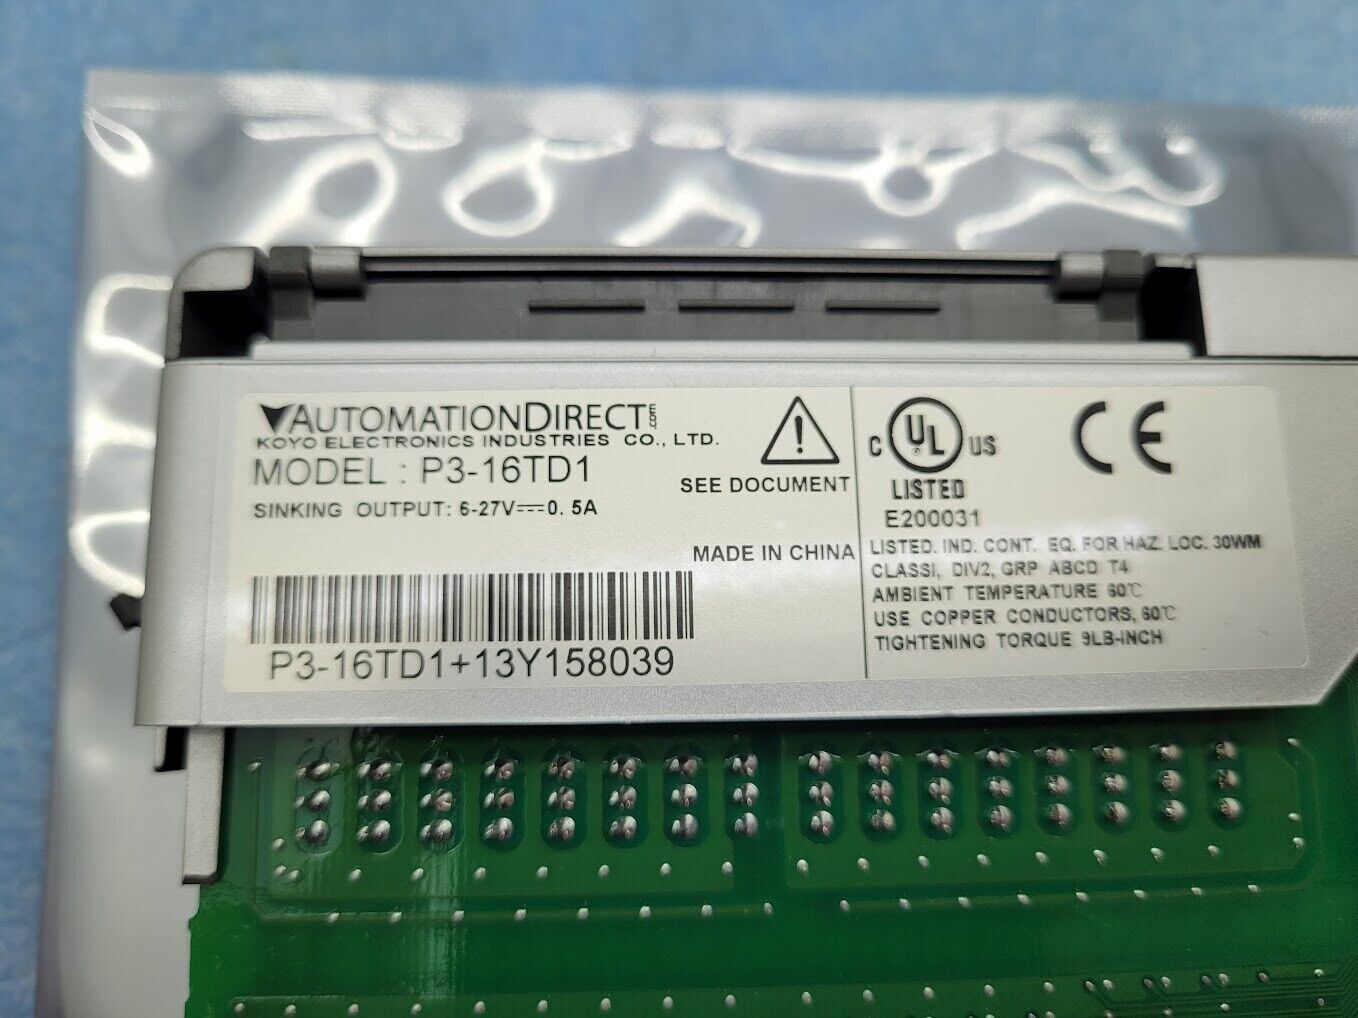 AUTOMATIONDIRECT.COM
KOYO ELECTRONICS INDUSTRIES CO., LTD.
MODEL : P3-16TD1
SINKING OUTPUT: 6-27V⎓0. 5A
SEE DOCUMENT
MADE IN CHINA
P3-16TD1+13Y158039
C UL US
LISTED
E200031
CE
LISTED. IND. CONT. EQ. FOR HAZ. LOC. 30WM
CLASSI, DIV2, GRP ABCD T4
AMBIENT TEMPERATURE 60℃
USE COPPER CONDUCTORS, 60℃
TIGHTENING TORQUE 9LB-INCH